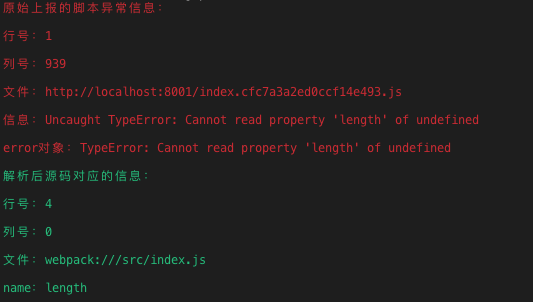 原始上报的脚本异常信息：
行号：1
列号：939
文件：http://localhost:8001/index.cfc7a3a2ed0ccf14e493.js
信息：Uncaught TypeError: Cannot read property 'length' of undefined
error对象：TypeError: Cannot read property 'length' of undefined
解析后源码对应的信息：
行号：4
列号：0
文件：webpack:///src/index.js
name：length